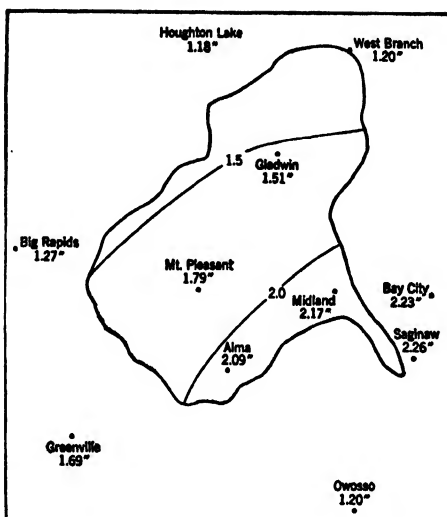 Houghton Lake
1.18"
West Branch
1.20"
1.5
Gladwin
1.51"
Big Rapids
1.27"
Mt. Pleasant
1.79"
2.0
Midland
2.17"
Bay City
2.23"
Saginaw
2.26"
Alma
2.09"
Greenville
1.69"
Owosso
1.20"